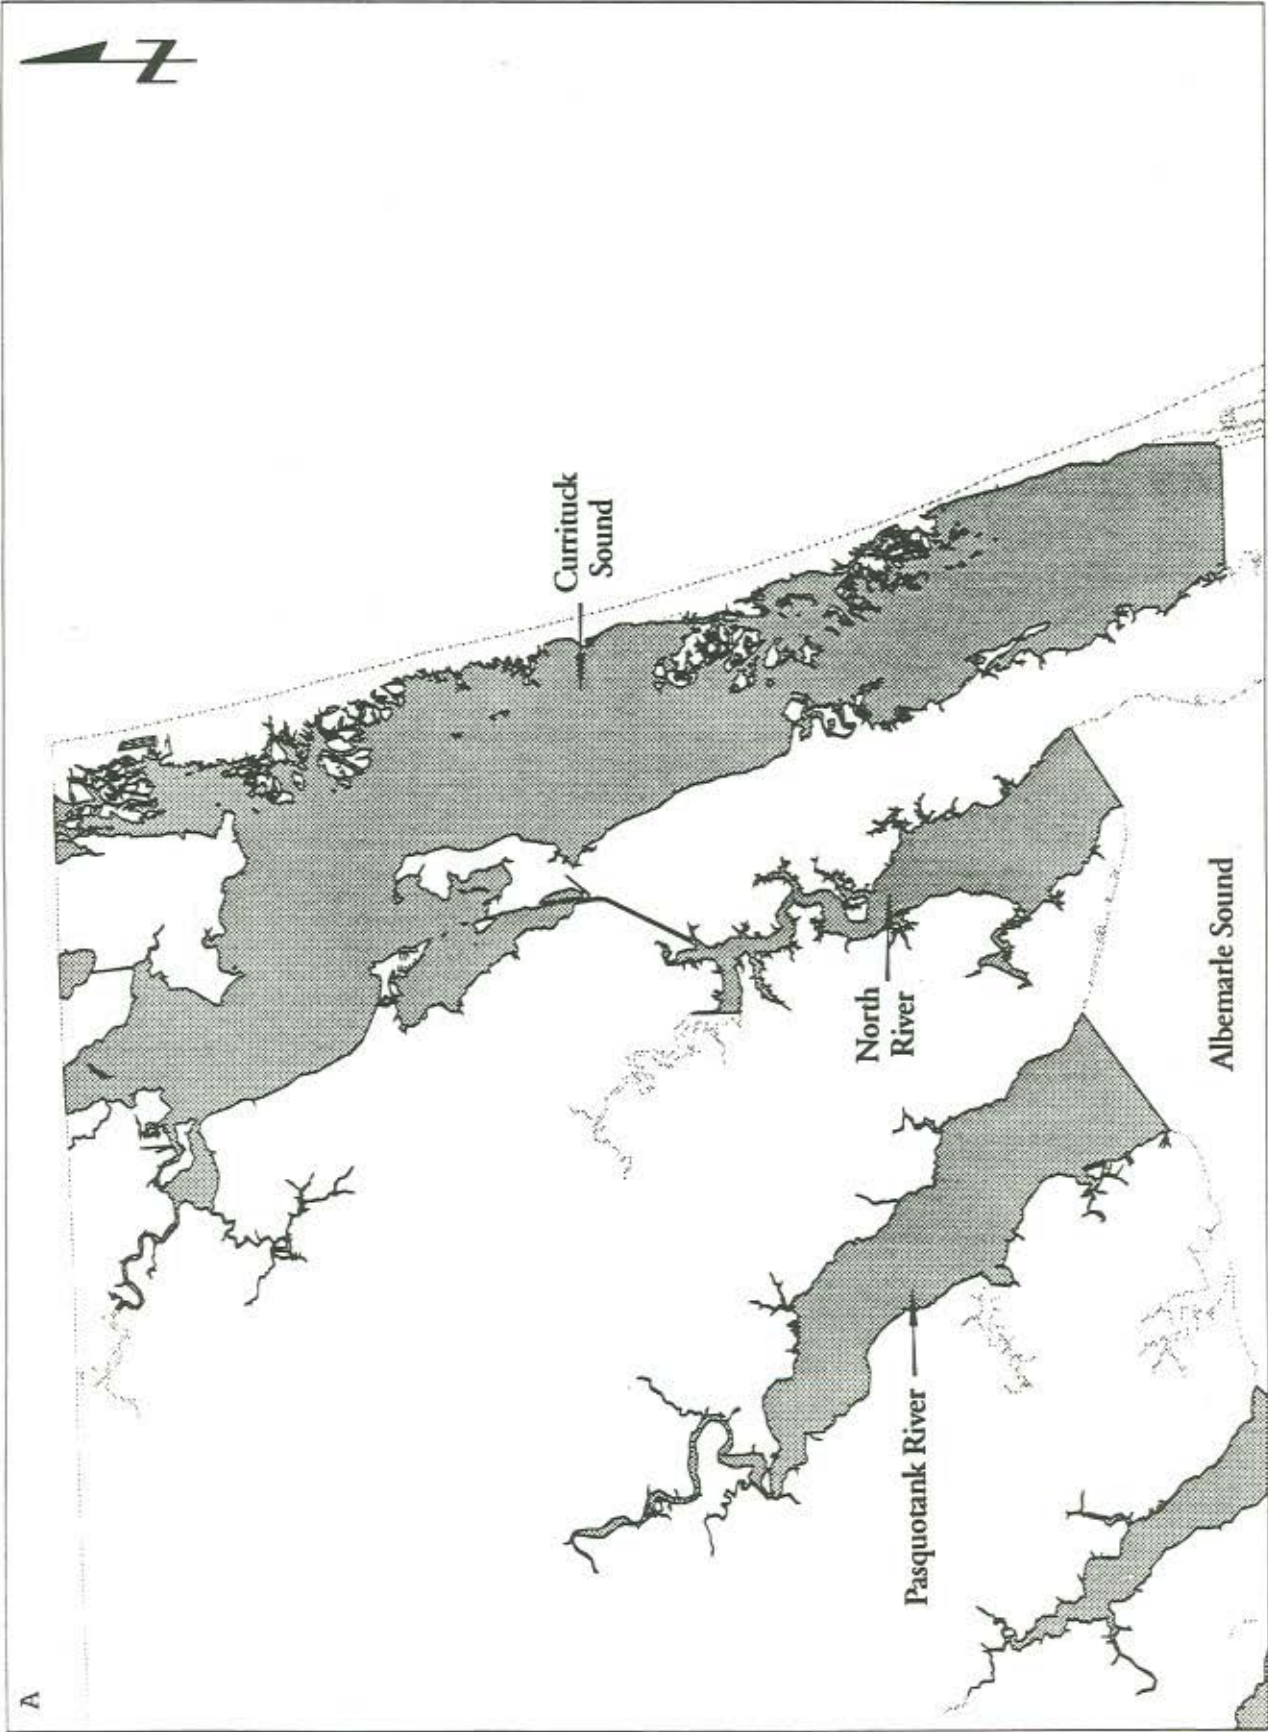 A
N
Currituck
Sound
North
River
Pasquotank River
Albemarle Sound